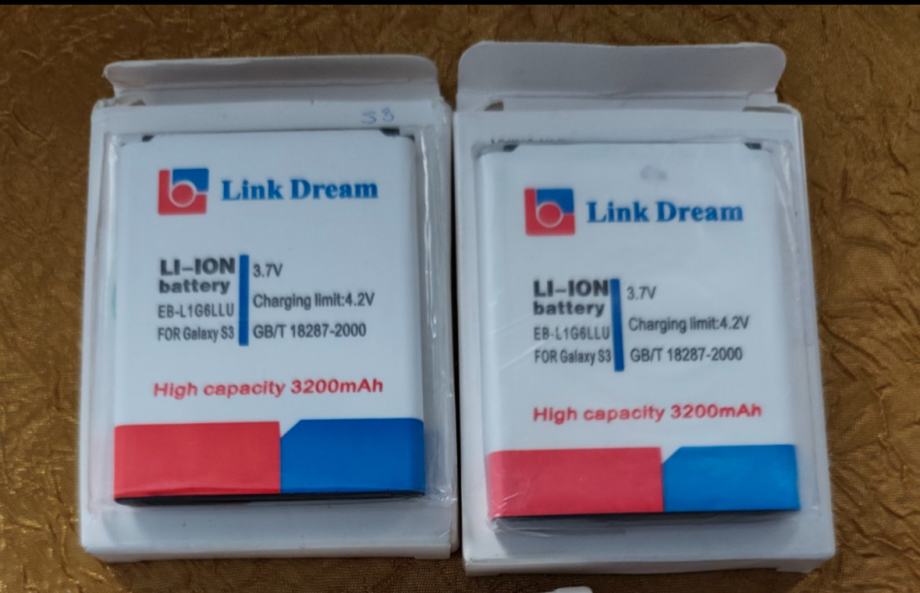 S3
Link Dream
LI-ION
battery
EB-L1G6LLU
FOR Galaxy S3
3.7V
Charging limit:4.2V
GB/T 18287-2000
High capacity 3200mAh
Link Dream
LI-ION
battery
EB-L1G6LLU
FOR Galaxy S3
3.7V
Charging limit:4.2V
GB/T 18287-2000
High capacity 3200mAh